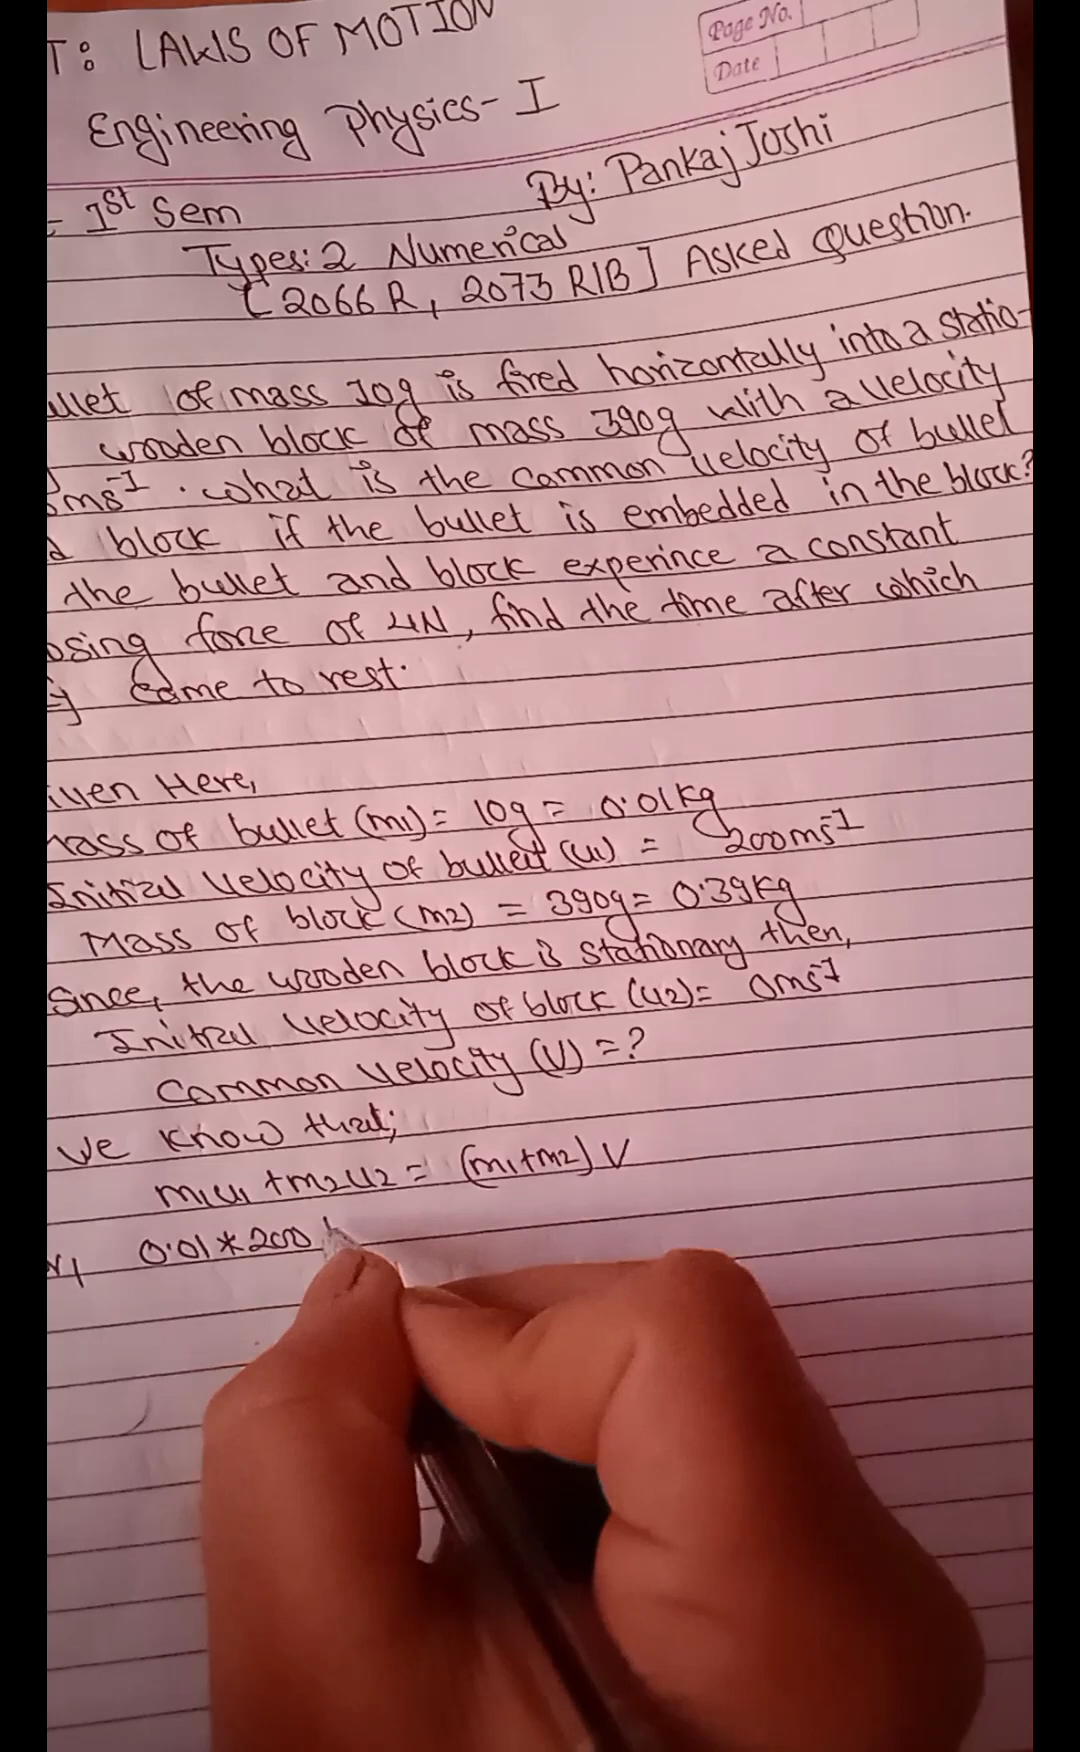 T: LAWS OF MOTION
Page No.
Date
Engineering Physics - I
- 1st Sem
By: Pankaj Joshi
Types: 2 Numerical
[2066 R, 2073 R/B] Asked Question.
ullet of mass 10g is fired horizontally into a statio-
wooden block of mass 390g with a velocity
ms-1. what is the common velocity of bullet
d block if the bullet is embedded in the block?
the bullet and block experince a constant
osing force of 4N, find the time after which
y come to rest.
iven Here,
mass of bullet (m1) = 10g = 0.01kg
Initial velocity of bullet (u1) = 200ms-1
Mass of block (m2) = 390g = 0.39kg
Since, the wooden block is stationary then,
Initial velocity of block (u2) = 0ms-1
Common velocity (V) = ?
we know that;
m1u1 + m2u2 = (m1+m2) V
0.01 * 200